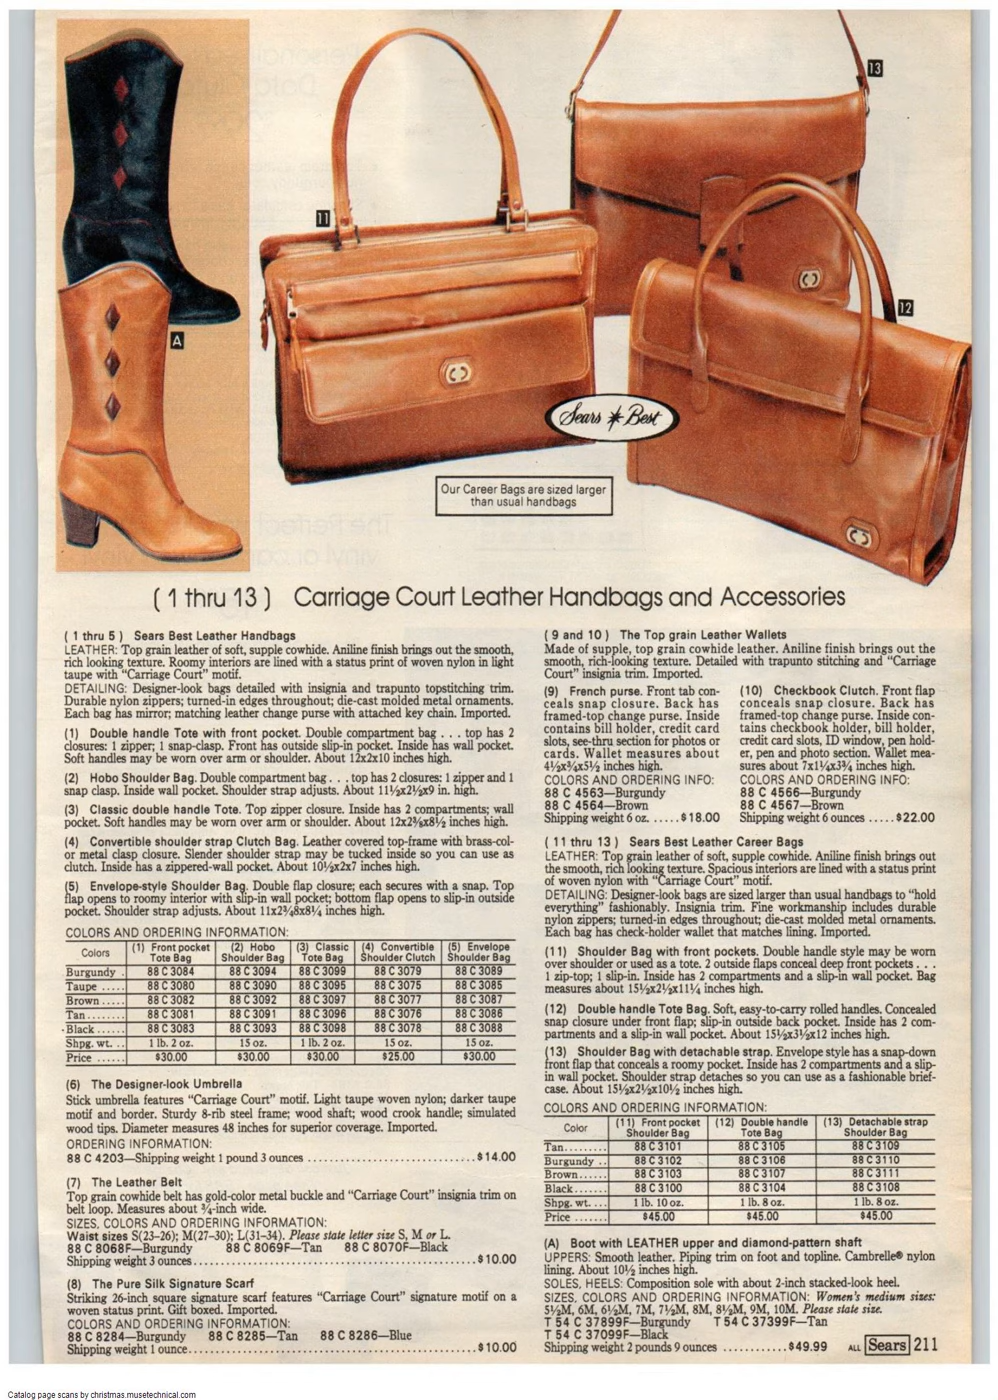 11
13
12
A
Sears Best
Our Career Bags are sized larger
than usual handbags
( 1 thru 13 ) Carriage Court Leather Handbags and Accessories
( 1 thru 5 ) Sears Best Leather Handbags
LEATHER: Top grain leather of soft, supple cowhide. Aniline finish brings out the smooth,
rich looking texture. Roomy interiors are lined with a status print of woven nylon in light
taupe with “Carriage Court” motif.
DETAILING: Designer-look bags detailed with insignia and trapunto topstitching trim.
Durable nylon zippers; turned-in edges throughout; die-cast molded metal ornaments.
Each bag has mirror; matching leather change purse with attached key chain. Imported.
(1) Double handle Tote with front pocket. Double compartment bag . . . top has 2
closures: 1 zipper; 1 snap-clasp. Front has outside slip-in pocket. Inside has wall pocket.
Soft handles may be worn over arm or shoulder. About 12x2x10 inches high.
(2) Hobo Shoulder Bag. Double compartment bag . . . top has 2 closures: 1 zipper and 1
snap clasp. Inside wall pocket. Shoulder strap adjusts. About 11½x2½x9 in. high.
(3) Classic double handle Tote. Top zipper closure. Inside has 2 compartments; wall
pocket. Soft handles may be worn over arm or shoulder. About 12x2⅜x8½ inches high.
(4) Convertible shoulder strap Clutch Bag. Leather covered top-frame with brass-col-
or metal clasp closure. Slender shoulder strap may be tucked inside so you can use as
clutch. Inside has a zippered-wall pocket. About 10½x2x7 inches high.
(5) Envelope-style Shoulder Bag. Double flap closure; each secures with a snap. Top
flap opens to roomy interior with slip-in wall pocket; bottom flap opens to slip-in outside
pocket. Shoulder strap adjusts. About 11x2⅜x8¼ inches high.
COLORS AND ORDERING INFORMATION:
Colors (1) Front pocket Tote Bag (2) Hobo Shoulder Bag (3) Classic Tote Bag (4) Convertible Shoulder Clutch (5) Envelope Shoulder Bag
Burgundy . 88 C 3084 88 C 3094 88 C 3099 88 C 3079 88 C 3089
Taupe ..... 88 C 3080 88 C 3090 88 C 3095 88 C 3075 88 C 3085
Brown ..... 88 C 3082 88 C 3092 88 C 3097 88 C 3077 88 C 3087
Tan........ 88 C 3081 88 C 3091 88 C 3096 88 C 3076 88 C 3086
Black ...... 88 C 3083 88 C 3093 88 C 3098 88 C 3078 88 C 3088
Shpg. wt. .. 1 lb. 2 oz. 15 oz. 1 lb. 2 oz. 15 oz. 15 oz.
Price ...... $30.00 $30.00 $30.00 $25.00 $30.00
(6) The Designer-look Umbrella
Stick umbrella features “Carriage Court” motif. Light taupe woven nylon; darker taupe
motif and border. Sturdy 8-rib steel frame; wood shaft; wood crook handle; simulated
wood tips. Diameter measures 48 inches for superior coverage. Imported.
ORDERING INFORMATION:
88 C 4203—Shipping weight 1 pound 3 ounces ........................ $14.00
(7) The Leather Belt
Top grain cowhide belt has gold-color metal buckle and “Carriage Court” insignia trim on
belt loop. Measures about ¾-inch wide.
SIZES, COLORS AND ORDERING INFORMATION:
Waist sizes S(23–26); M(27–30); L(31–34). Please state letter size S, M or L.
88 C 8068F—Burgundy 88 C 8069F—Tan 88 C 8070F—Black
Shipping weight 3 ounces........................................ $10.00
(8) The Pure Silk Signature Scarf
Striking 26-inch square signature scarf features “Carriage Court” signature motif on a
woven status print. Gift boxed. Imported.
COLORS AND ORDERING INFORMATION:
88 C 8284—Burgundy 88 C 8285—Tan 88 C 8286—Blue
Shipping weight 1 ounce......................................... $10.00
( 9 and 10 ) The Top grain Leather Wallets
Made of supple, top grain cowhide leather. Aniline finish brings out the
smooth, rich-looking texture. Detailed with trapunto stitching and “Carriage
Court” insignia trim. Imported.
(9) French purse. Front tab con-
ceals snap closure. Back has
framed-top change purse. Inside
contains bill holder, credit card
slots, see-thru section for photos or
cards. Wallet measures about
4½x¾x5½ inches high.
COLORS AND ORDERING INFO:
88 C 4563—Burgundy
88 C 4564—Brown
Shipping weight 6 oz. ..... $18.00
(10) Checkbook Clutch. Front flap
conceals snap closure. Back has
framed-top change purse. Inside con-
tains checkbook holder, bill holder,
credit card slots, ID window, pen hold-
er, pen and photo section. Wallet mea-
sures about 7x1¼x3¾ inches high.
COLORS AND ORDERING INFO:
88 C 4566—Burgundy
88 C 4567—Brown
Shipping weight 6 ounces ..... $22.00
( 11 thru 13 ) Sears Best Leather Career Bags
LEATHER: Top grain leather of soft, supple cowhide. Aniline finish brings out
the smooth, rich looking texture. Spacious interiors are lined with a status print
of woven nylon with “Carriage Court” motif.
DETAILING: Designer-look bags are sized larger than usual handbags to “hold
everything” fashionably. Insignia trim. Fine workmanship includes durable
nylon zippers; turned-in edges throughout; die-cast molded metal ornaments.
Each bag has check-holder wallet that matches lining. Imported.
(11) Shoulder Bag with front pockets. Double handle style may be worn
over shoulder or used as a tote. 2 outside flaps conceal deep front pockets . . .
1 zip-top; 1 slip-in. Inside has 2 compartments and a slip-in wall pocket. Bag
measures about 15½x2½x11¼ inches high.
(12) Double handle Tote Bag. Soft, easy-to-carry rolled handles. Concealed
snap closure under front flap; slip-in outside back pocket. Inside has 2 com-
partments and a slip-in wall pocket. About 15½x3½x12 inches high.
(13) Shoulder Bag with detachable strap. Envelope style has a snap-down
front flap that conceals a roomy pocket. Inside has 2 compartments and a slip-
in wall pocket. Shoulder strap detaches so you can use as a fashionable brief-
case. About 15½x2½x10½ inches high.
COLORS AND ORDERING INFORMATION:
Color (11) Front pocket Shoulder Bag (12) Double handle Tote Bag (13) Detachable strap Shoulder Bag
Tan......... 88 C 3101 88 C 3105 88 C 3109
Burgundy .. 88 C 3102 88 C 3106 88 C 3110
Brown...... 88 C 3103 88 C 3107 88 C 3111
Black....... 88 C 3100 88 C 3104 88 C 3108
Shpg. wt. ... 1 lb. 10 oz. 1 lb. 8 oz. 1 lb. 8 oz.
Price ....... $45.00 $45.00 $45.00
(A) Boot with LEATHER upper and diamond-pattern shaft
UPPERS: Smooth leather. Piping trim on foot and topline. Cambrelle® nylon
lining. About 10½ inches high.
SOLES, HEELS: Composition sole with about 2-inch stacked-look heel.
SIZES, COLORS AND ORDERING INFORMATION: Women's medium sizes:
5½M, 6M, 6½M, 7M, 7½M, 8M, 8½M, 9M, 10M. Please state size.
T 54 C 37899F—Burgundy T 54 C 37399F—Tan
T 54 C 37099F—Black
Shipping weight 2 pounds 9 ounces ............$49.99
ALL Sears 211
Catalog page scans by christmas.musetechnical.com